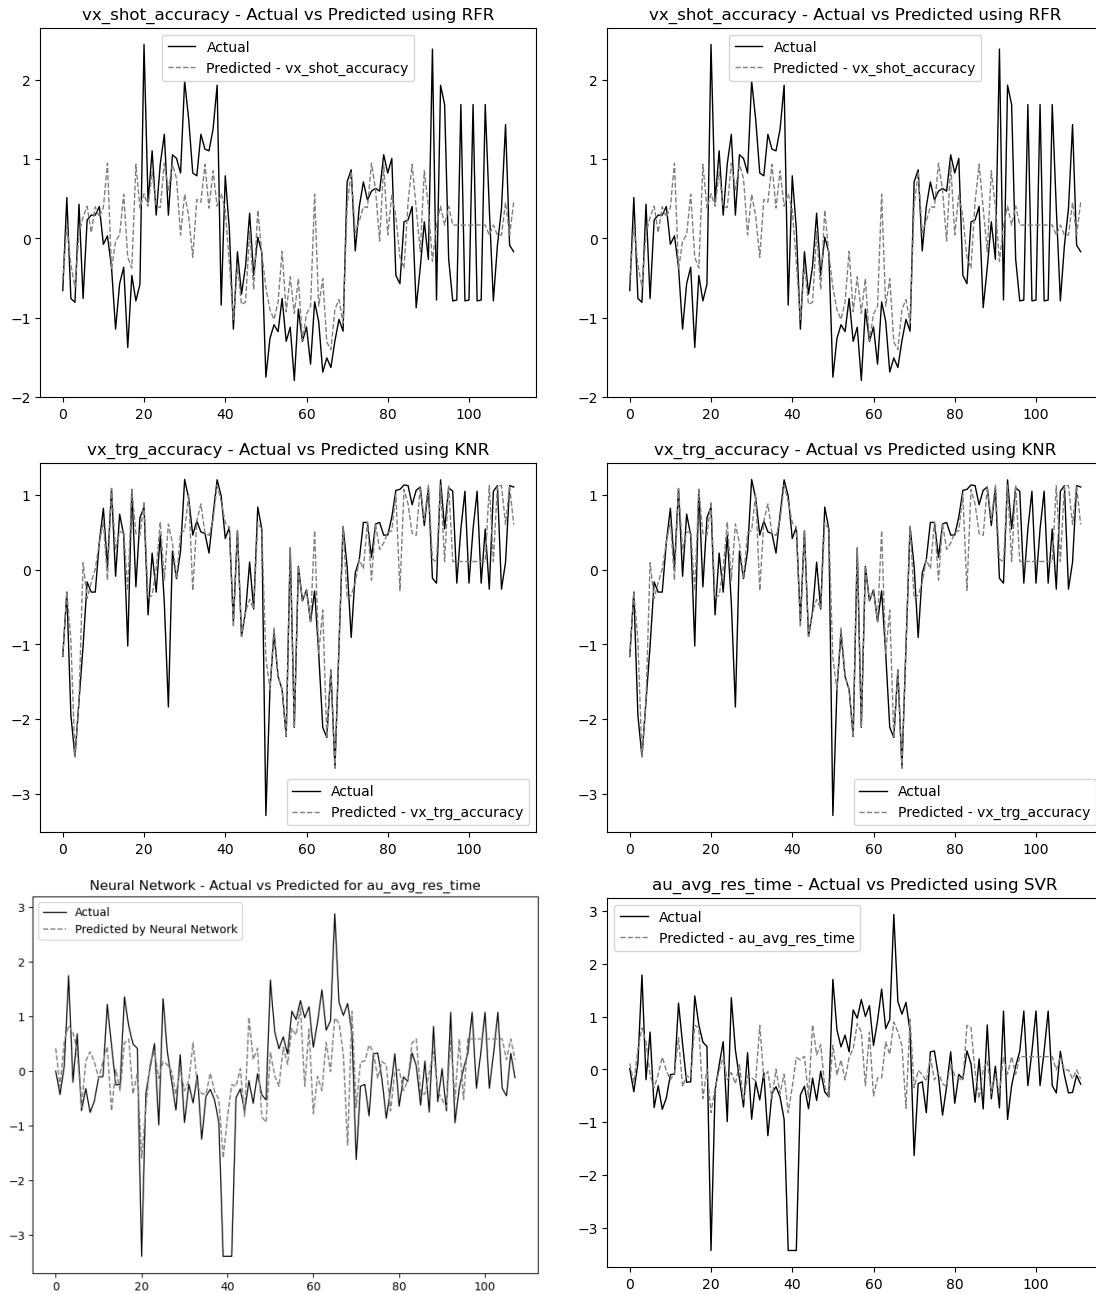 vx_shot_accuracy - Actual vs Predicted using RFR
Actual
Predicted - vx_shot_accuracy
2
1
0
−1
−2
0 20 40 60 80 100
vx_shot_accuracy - Actual vs Predicted using RFR
Actual
Predicted - vx_shot_accuracy
2
1
0
−1
−2
0 20 40 60 80 100
vx_trg_accuracy - Actual vs Predicted using KNR
1
0
−1
−2
−3
Actual
Predicted - vx_trg_accuracy
0 20 40 60 80 100
vx_trg_accuracy - Actual vs Predicted using KNR
1
0
−1
−2
−3
Actual
Predicted - vx_trg_accuracy
0 20 40 60 80 100
Neural Network - Actual vs Predicted for au_avg_res_time
Actual
Predicted by Neural Network
3
2
1
0
−1
−2
−3
0 20 40 60 80 100
au_avg_res_time - Actual vs Predicted using SVR
Actual
Predicted - au_avg_res_time
3
2
1
0
−1
−2
−3
0 20 40 60 80 100